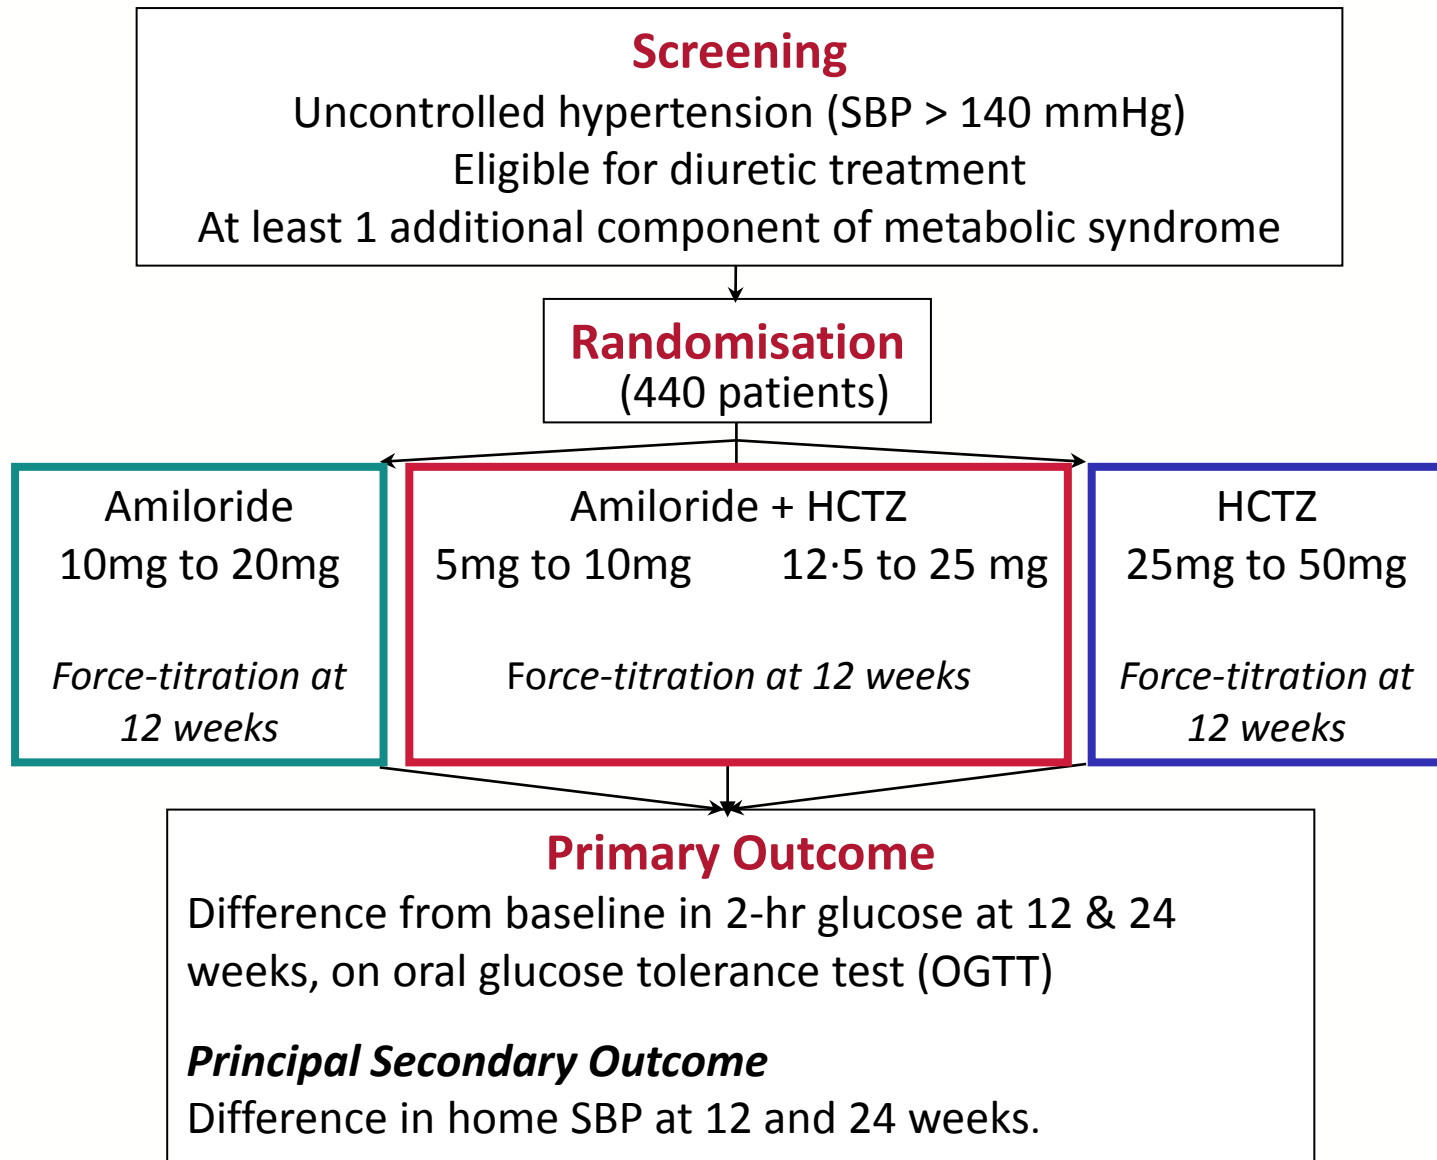 Screening
Uncontrolled hypertension (SBP > 140 mmHg)
Eligible for diuretic treatment
At least 1 additional component of metabolic syndrome
Randomisation
(440 patients)
Amiloride
10mg to 20mg
Force-titration at
12 weeks
Amiloride + HCTZ
5mg to 10mg 12·5 to 25 mg
Force-titration at 12 weeks
HCTZ
25mg to 50mg
Force-titration at
12 weeks
Primary Outcome
Difference from baseline in 2-hr glucose at 12 & 24
weeks, on oral glucose tolerance test (OGTT)
Principal Secondary Outcome
Difference in home SBP at 12 and 24 weeks.